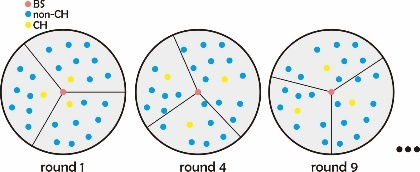 BS
non-CH
CH
round 1
round 4
round 9
•••